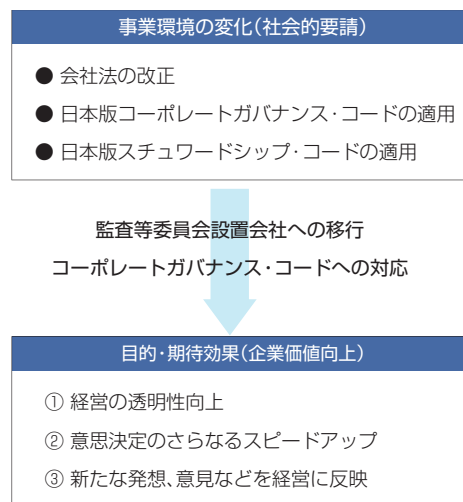 事業環境の変化（社会的要請）
● 会社法の改正
● 日本版コーポレートガバナンス・コードの適用
● 日本版スチュワードシップ・コードの適用
監査等委員会設置会社への移行
コーポレートガバナンス・コードへの対応
目的・期待効果（企業価値向上）
① 経営の透明性向上
② 意思決定のさらなるスピードアップ
③ 新たな発想、意見などを経営に反映